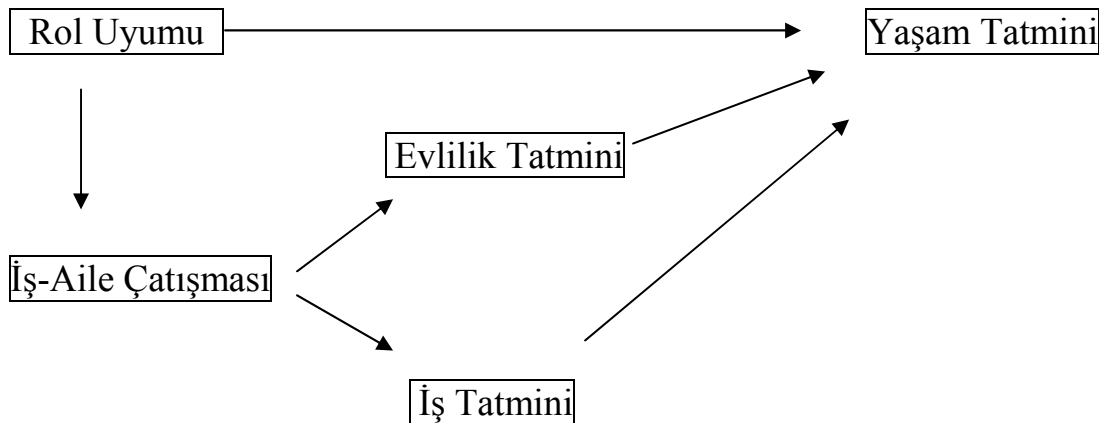 Rol Uyumu
Yaşam Tatmini
Evlilik Tatmini
İş-Aile Çatışması
İş Tatmini